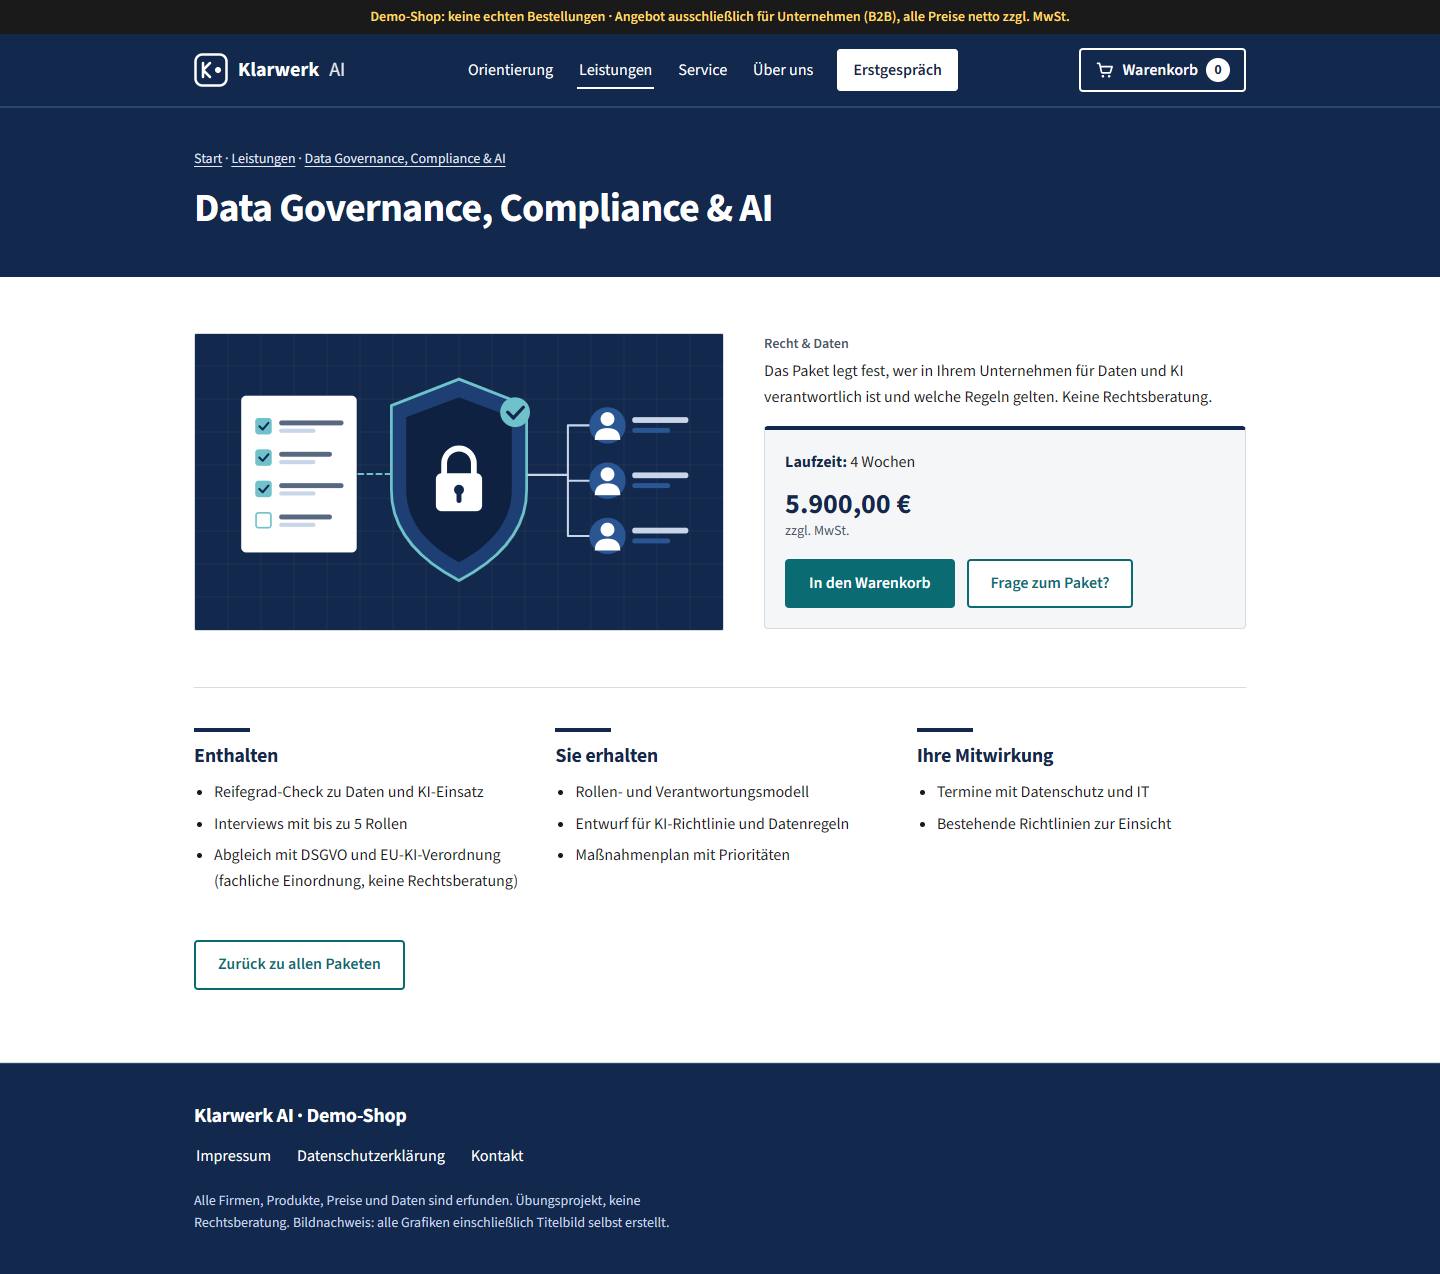 Demo-Shop: keine echten Bestellungen · Angebot ausschließlich für Unternehmen (B2B), alle Preise netto zzgl. MwSt.
K Klarwerk AI
Orientierung Leistungen Service Über uns Erstgespräch
Warenkorb 0
Start · Leistungen · Data Governance, Compliance & AI
Data Governance, Compliance & AI
Recht & Daten
Das Paket legt fest, wer in Ihrem Unternehmen für Daten und KI
verantwortlich ist und welche Regeln gelten. Keine Rechtsberatung.
Laufzeit: 4 Wochen
5.900,00 €
zzgl. MwSt.
In den Warenkorb Frage zum Paket?
Enthalten
• Reifegrad-Check zu Daten und KI-Einsatz
• Interviews mit bis zu 5 Rollen
• Abgleich mit DSGVO und EU-KI-Verordnung
(fachliche Einordnung, keine Rechtsberatung)
Sie erhalten
• Rollen- und Verantwortungsmodell
• Entwurf für KI-Richtlinie und Datenregeln
• Maßnahmenplan mit Prioritäten
Ihre Mitwirkung
• Termine mit Datenschutz und IT
• Bestehende Richtlinien zur Einsicht
Zurück zu allen Paketen
Klarwerk AI · Demo-Shop
Impressum Datenschutzerklärung Kontakt
Alle Firmen, Produkte, Preise und Daten sind erfunden. Übungsprojekt, keine
Rechtsberatung. Bildnachweis: alle Grafiken einschließlich Titelbild selbst erstellt.